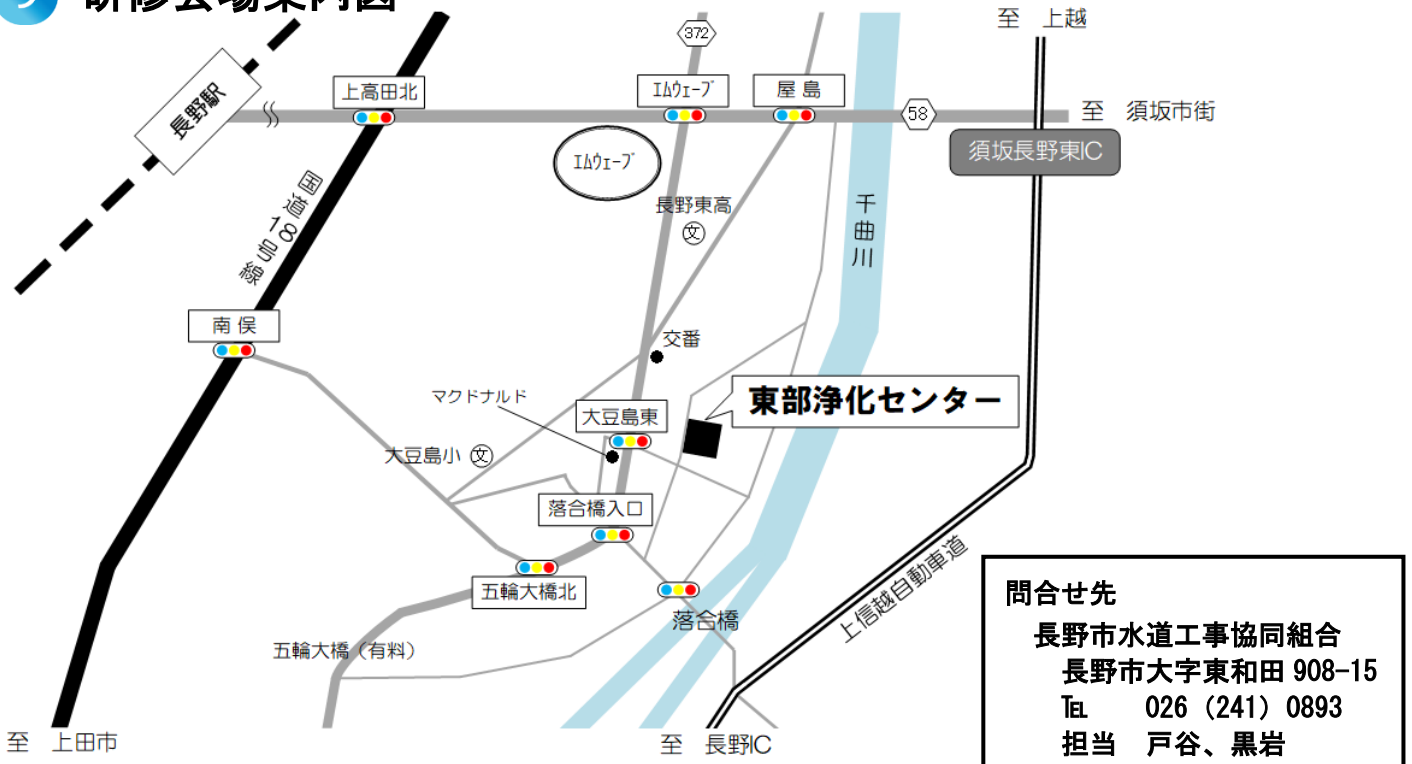 研修会場案内図
至 上越
372
上高田北
エムウェーブ
屋島
長野駅
58
至 須坂市街
エムウェーブ
須坂長野東IC
国道18号線
長野東高
文
千曲川
南俣
交番
マクドナルド
東部浄化センター
大豆島東
大豆島小 文
落合橋入口
五輪大橋北
落合橋
上信越自動車道
五輪大橋（有料）
至 上田市
至 長野IC
問合せ先
長野市水道工事協同組合
長野市大字東和田 908-15
℡ 026（241）0893
担当 戸谷、黒岩